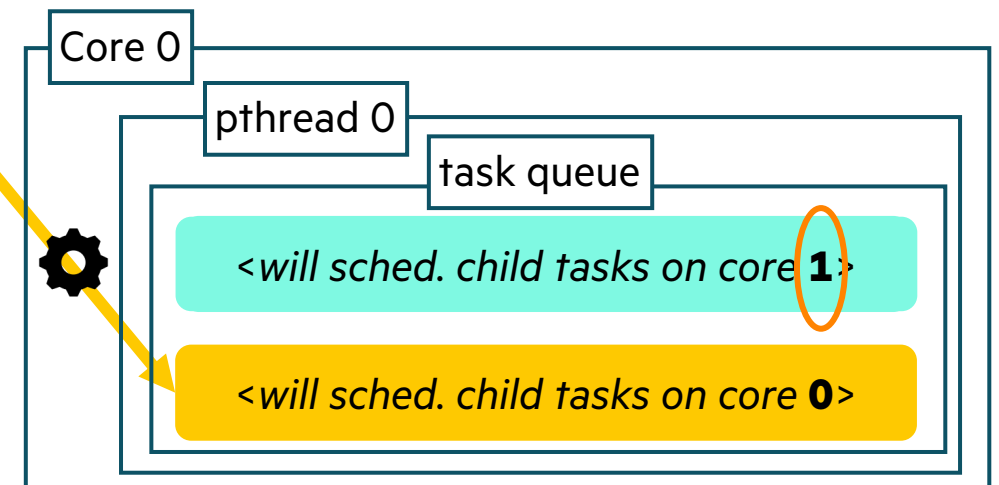 Core 0
pthread 0
task queue
<will sched. child tasks on core 1>
<will sched. child tasks on core 0>